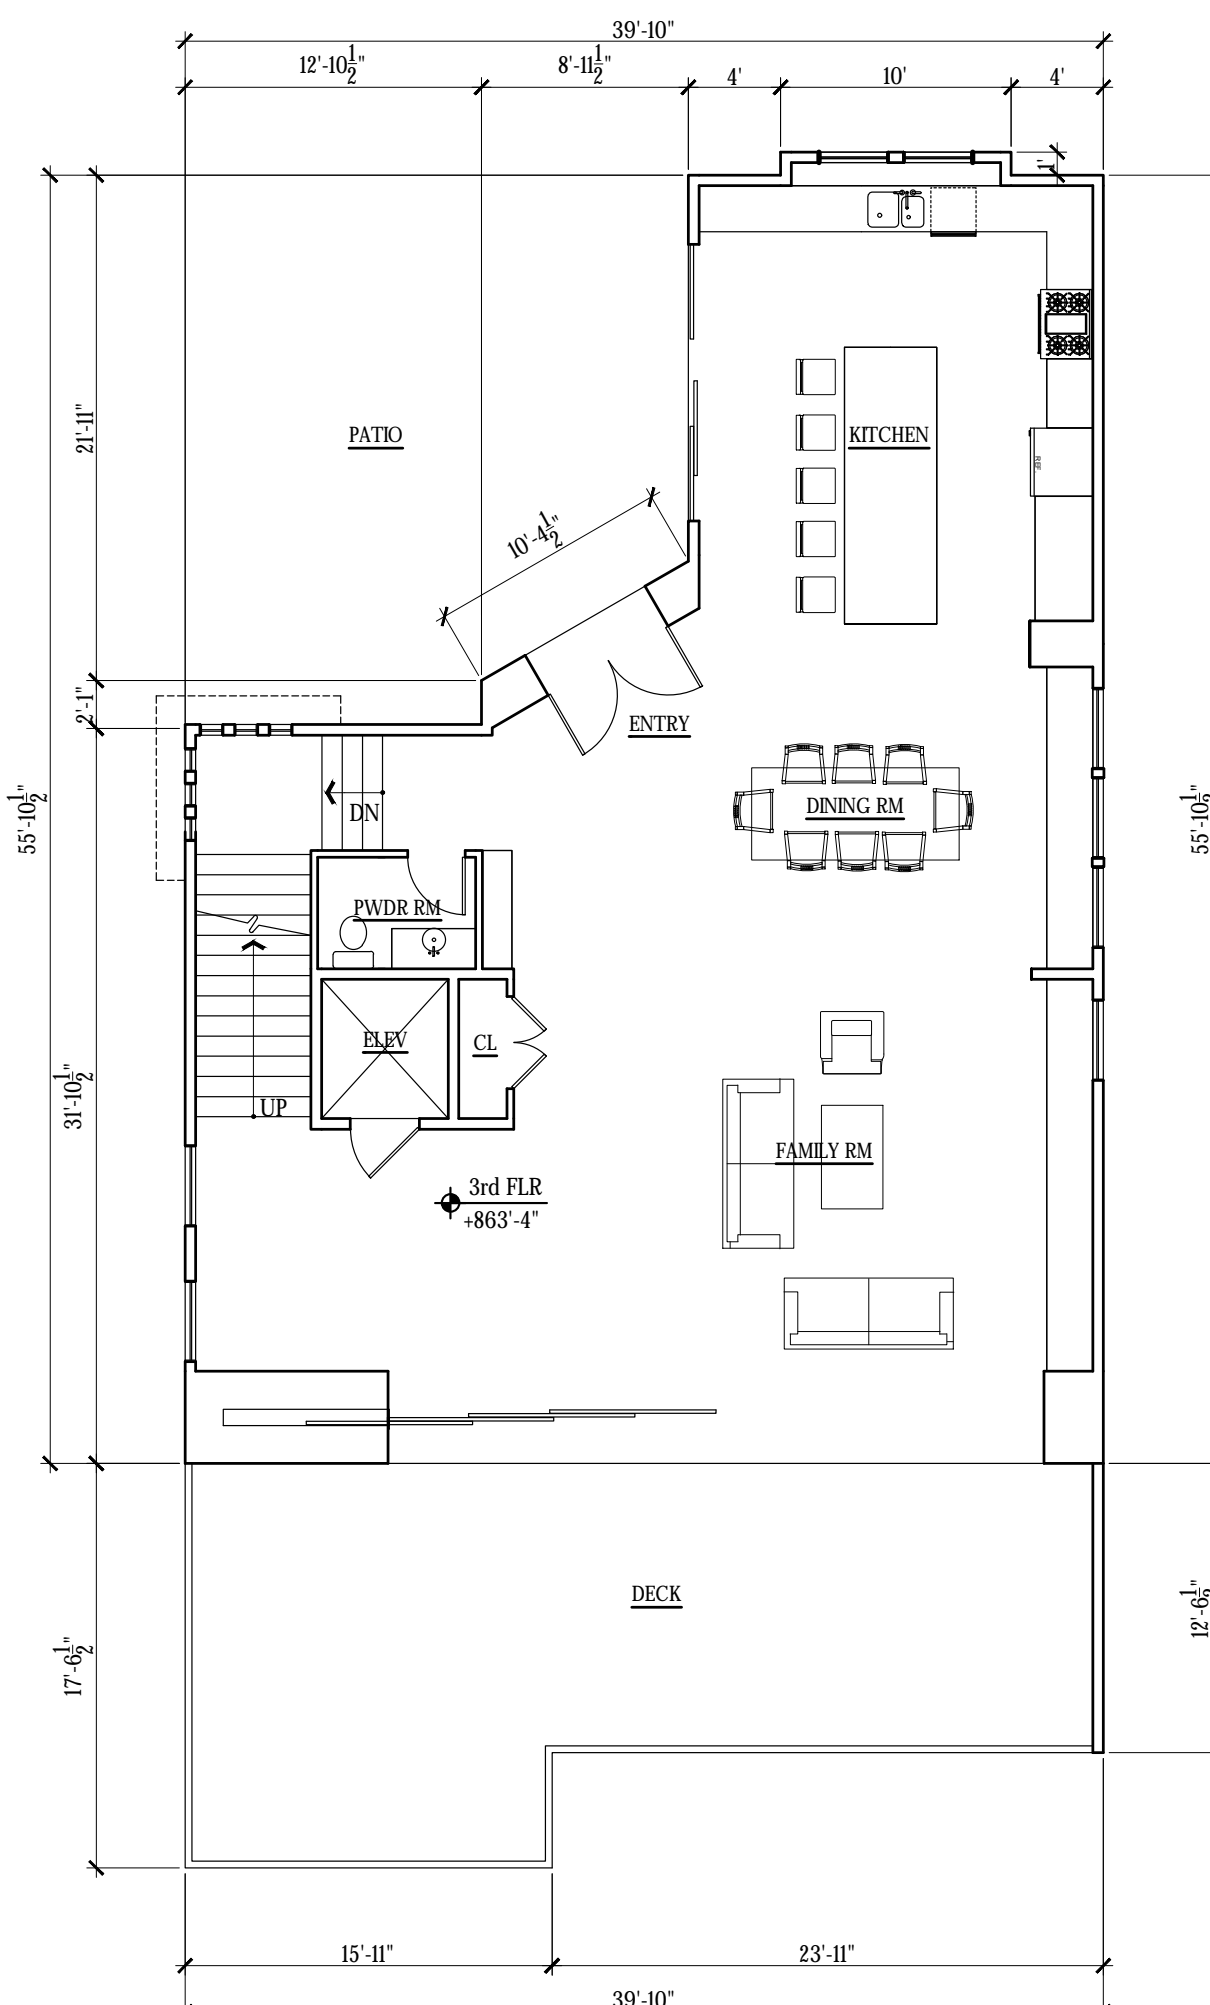 39'-10"
12'-10½"
8'-11½"
4'
10'
4'
1'
21'-11"
PATIO
KITCHEN
REF.
10'-4½"
2'-1"
ENTRY
55'-10½"
55'-10½"
DN
DINING RM
PWDR RM
ELEV
CL
31'-10½"
UP
FAMILY RM
3rd FLR
+863'-4"
DECK
12'-6½"
17'-6½"
15'-11"
23'-11"
39'-10"